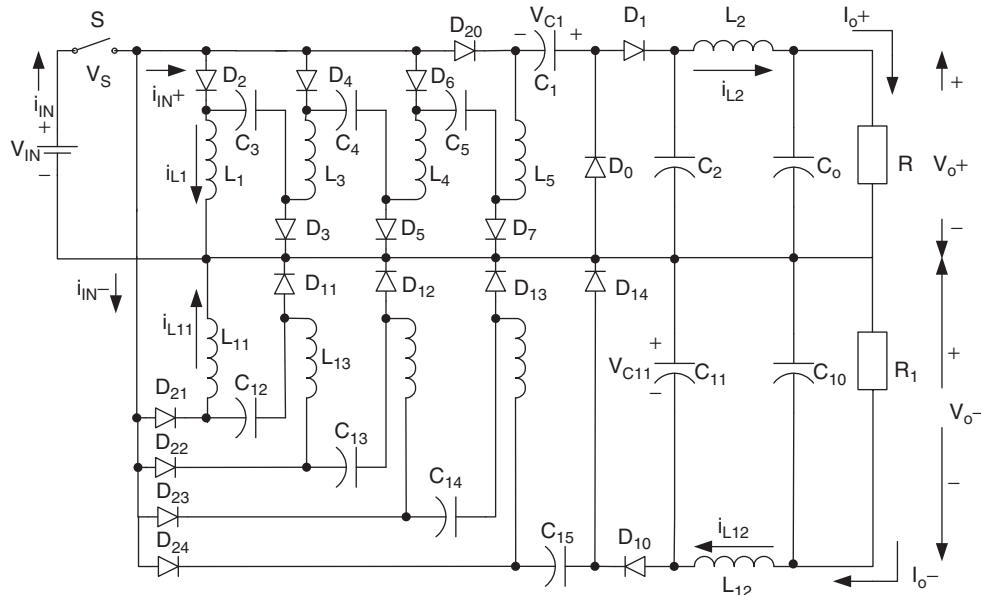 S
V_S
i_IN
+
V_IN
−
i_IN+
D_2
D_4
D_6
D_20
−
V_C1
+
C_1
D_1
L_2
i_L2
I_o+
+
C_3
C_4
C_5
i_L1
L_1
L_3
L_4
L_5
D_0
C_2
C_o
R
V_o+
D_3
D_5
D_7
−
i_IN−
D_11
D_12
D_13
D_14
i_L11
L_11
L_13
+
V_C11
−
C_11
C_10
R_1
+
V_o−
−
D_21
C_12
D_22
C_13
D_23
C_14
D_24
C_15
D_10
i_L12
L_12
I_o−